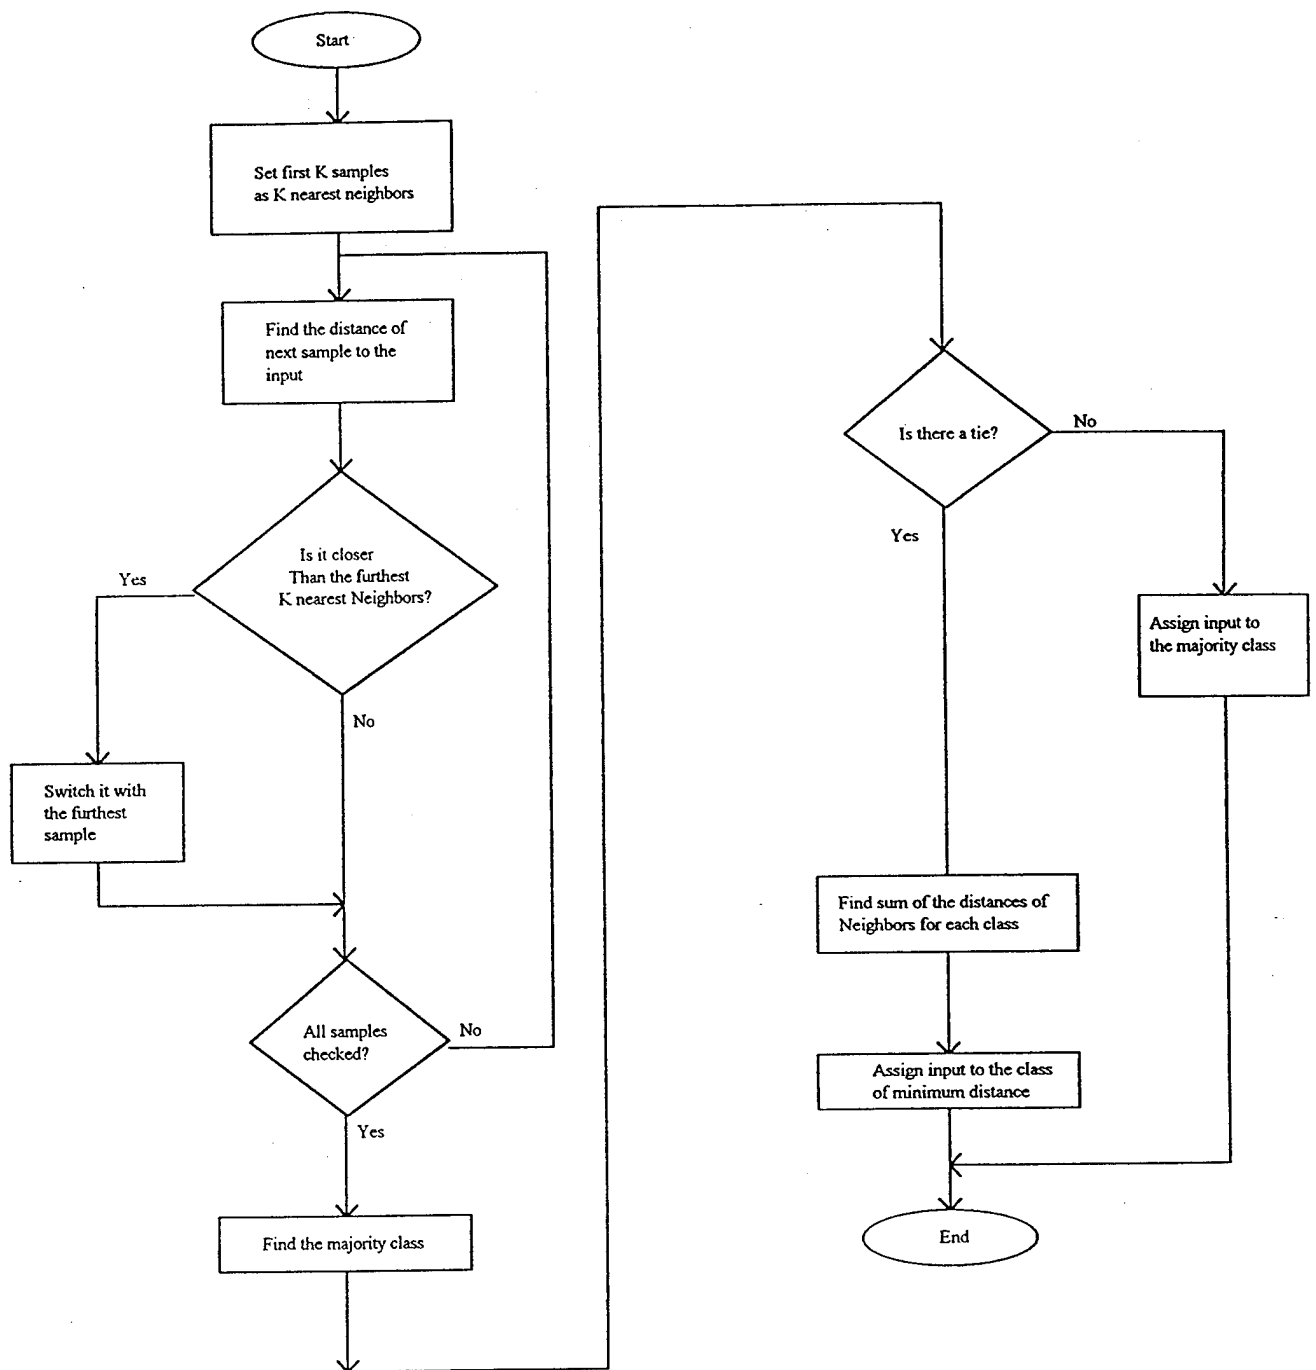 Start
Set first K samples
as K nearest neighbors
Find the distance of
next sample to the
input
Is it closer
Than the furthest
K nearest Neighbors?
Yes
No
Switch it with
the furthest
sample
All samples
checked?
No
Yes
Find the majority class
Is there a tie?
No
Yes
Assign input to
the majority class
Find sum of the distances of
Neighbors for each class
Assign input to the class
of minimum distance
End